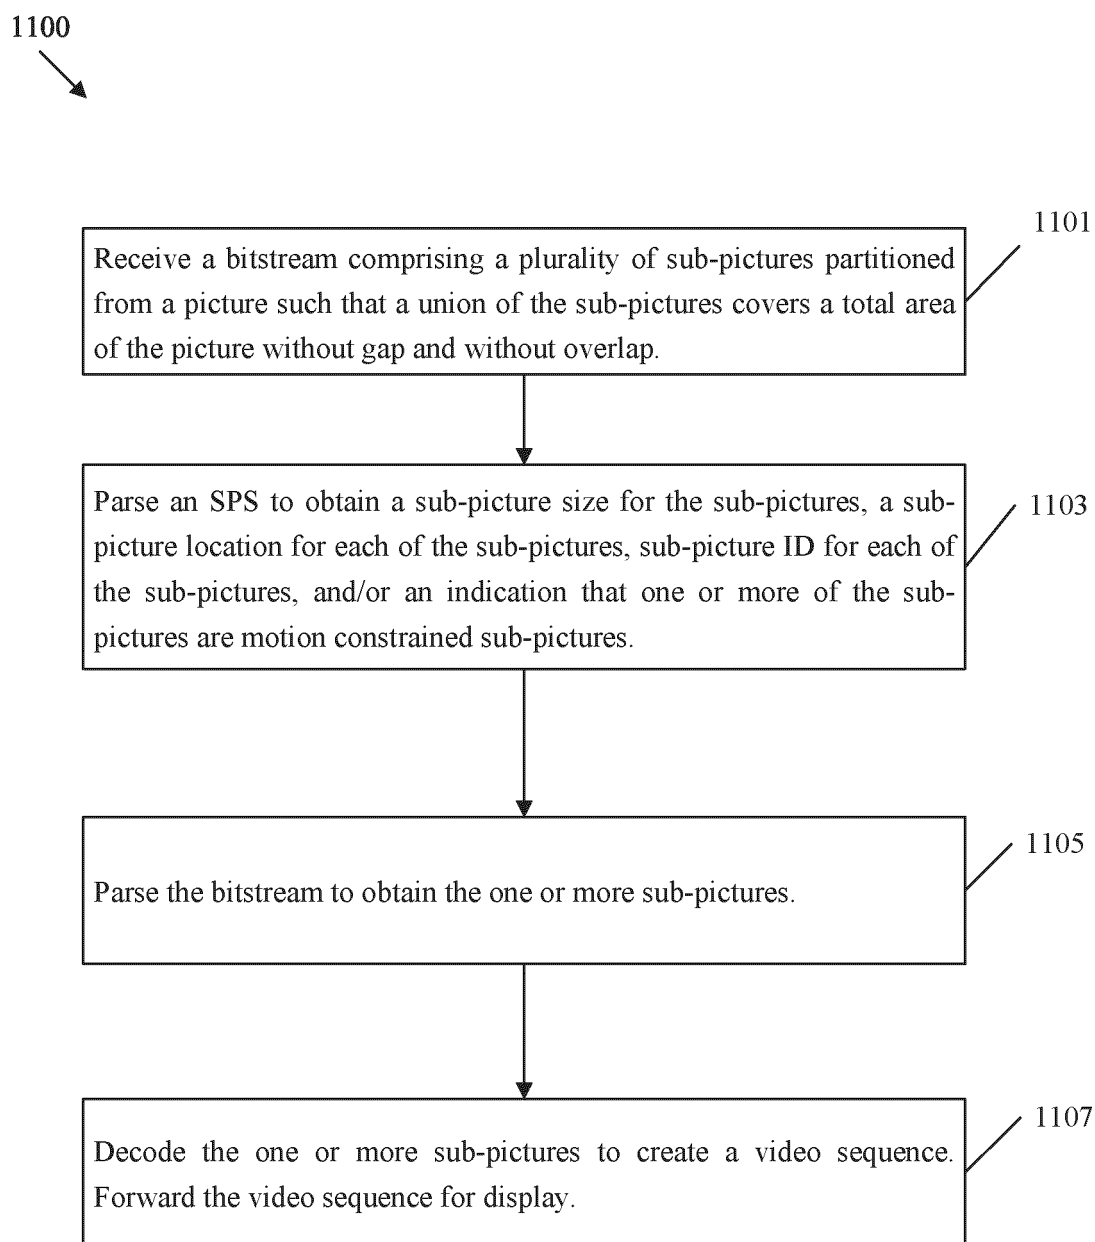 1100
1101
Receive a bitstream comprising a plurality of sub-pictures partitioned
from a picture such that a union of the sub-pictures covers a total area
of the picture without gap and without overlap.
1103
Parse an SPS to obtain a sub-picture size for the sub-pictures, a sub-
picture location for each of the sub-pictures, sub-picture ID for each of
the sub-pictures, and/or an indication that one or more of the sub-
pictures are motion constrained sub-pictures.
1105
Parse the bitstream to obtain the one or more sub-pictures.
1107
Decode the one or more sub-pictures to create a video sequence.
Forward the video sequence for display.